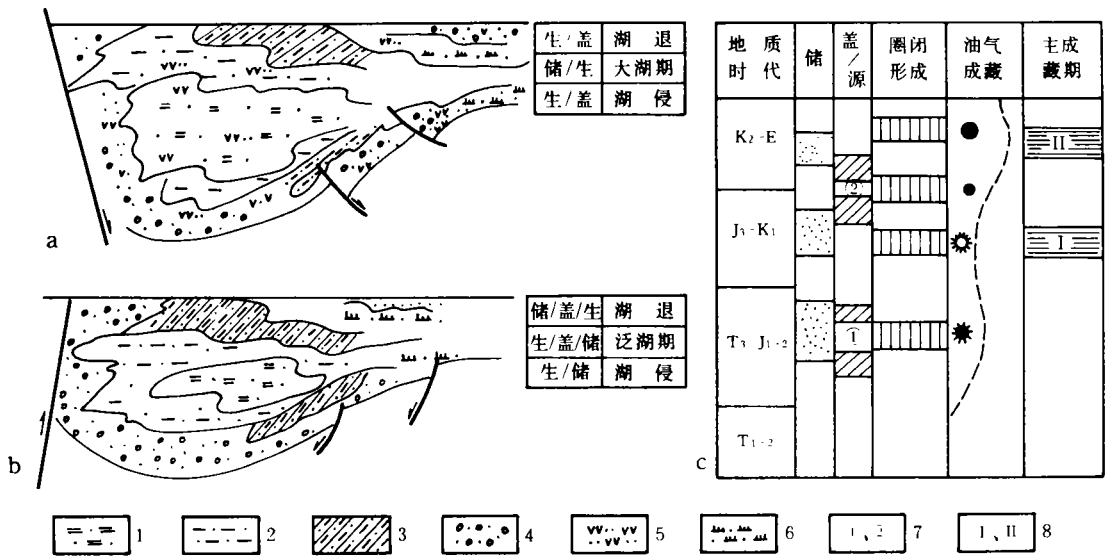 生/盖 湖 退
储/生 大湖期
生/盖 湖 侵
a
储/盖/生 湖 退
生/盖/储 泛湖期
生/储 湖 侵
b
地 质 时 代
储
盖/源
圈闭 形成
油气 成藏
主成 藏期
K₂-E
②
II
J₃-K₁
I
T₃-J₁₋₂
①
T₁₋₂
c
1 2 3 4 5 6 7 I、II 8